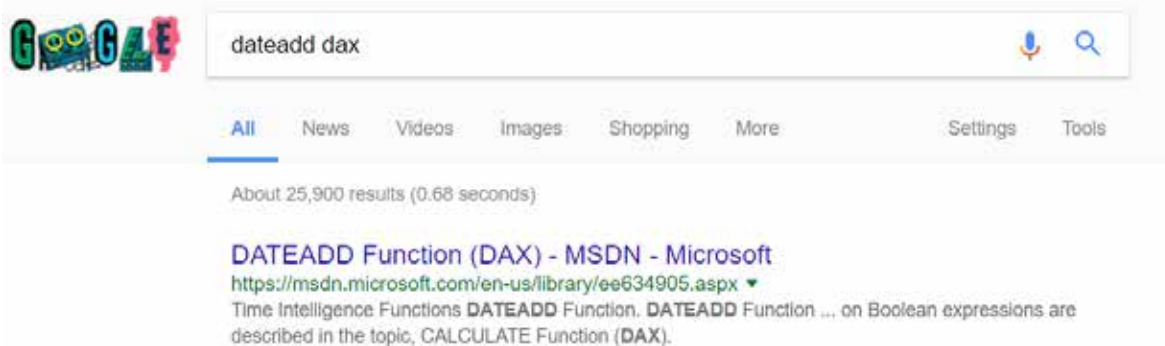 GOOGLE
dateadd dax
All News Videos Images Shopping More Settings Tools
About 25,900 results (0.68 seconds)
DATEADD Function (DAX) - MSDN - Microsoft
https://msdn.microsoft.com/en-us/library/ee634905.aspx
Time Intelligence Functions DATEADD Function. DATEADD Function ... on Boolean expressions are
described in the topic, CALCULATE Function (DAX).